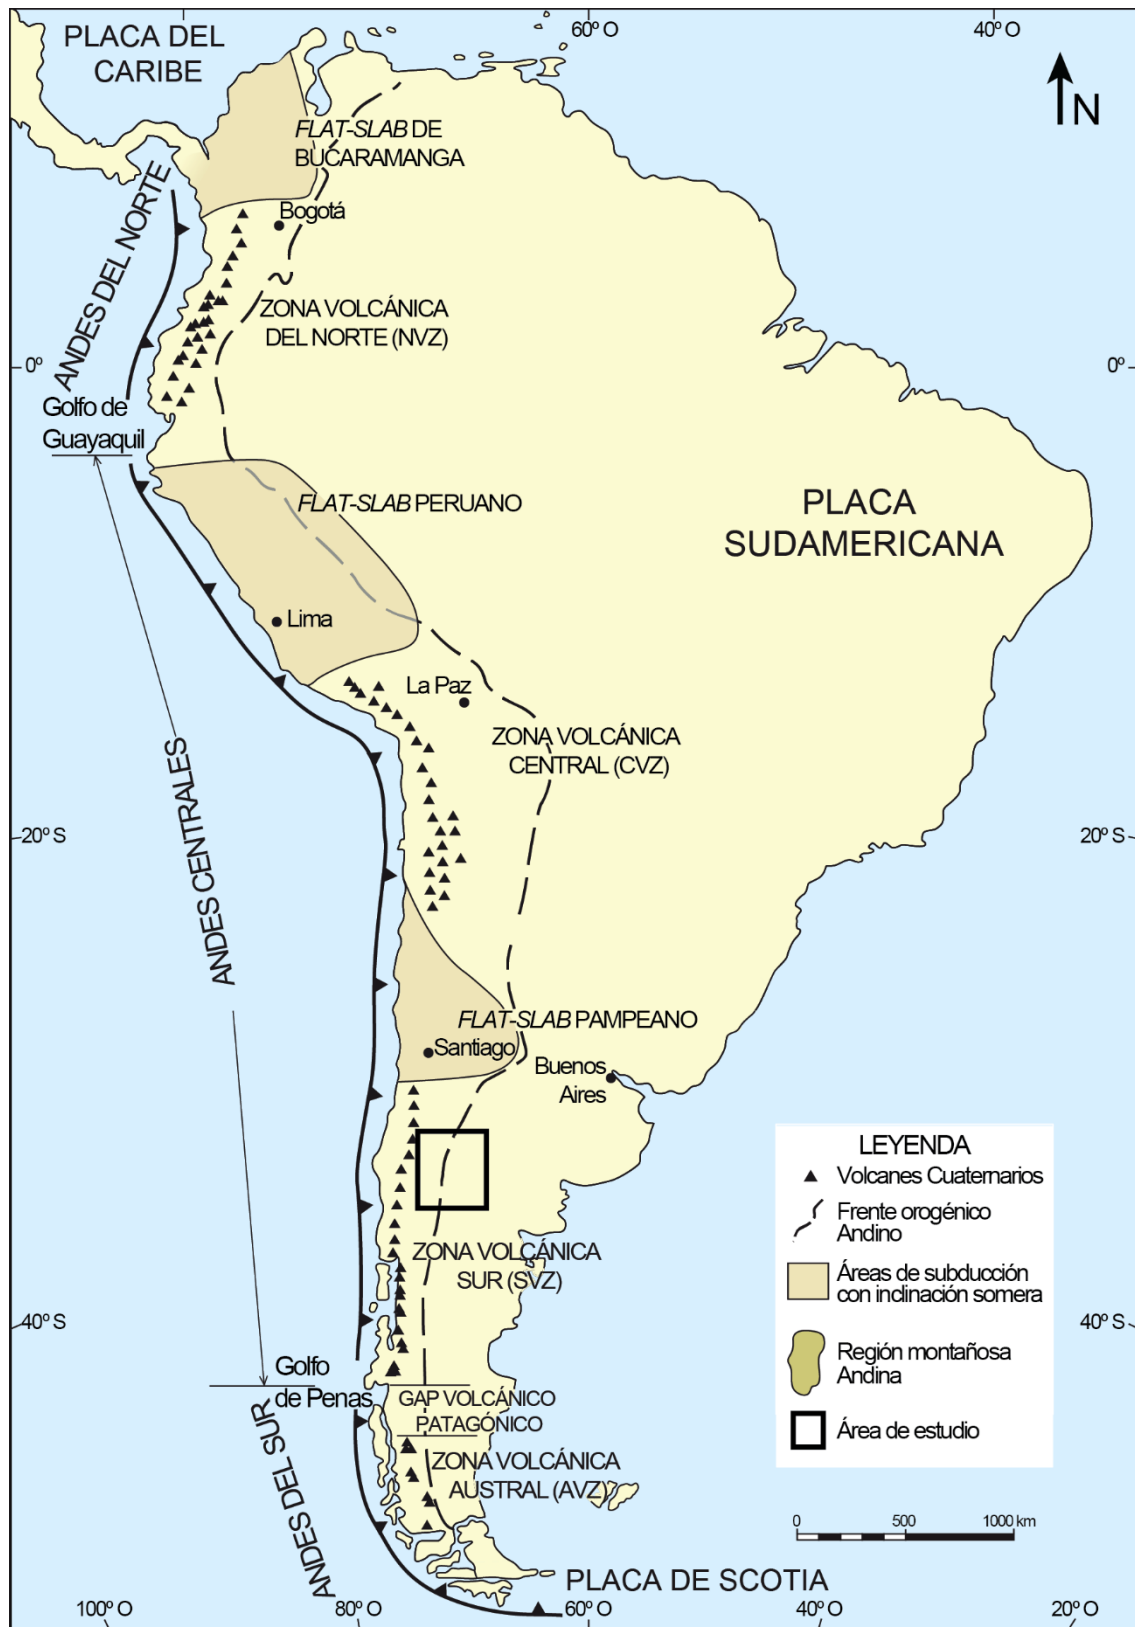 PLACA DEL
CARIBE
60º O
40º O
N
FLAT-SLAB DE
BUCARAMANGA
ANDES DEL NORTE
Bogotá
ZONA VOLCÁNICA
DEL NORTE (NVZ)
0º
0º
Golfo de
Guayaquil
FLAT-SLAB PERUANO
PLACA
SUDAMERICANA
Lima
La Paz
ZONA VOLCÁNICA
CENTRAL (CVZ)
ANDES CENTRALES
20º S
20º S
FLAT-SLAB PAMPEANO
Santiago
Buenos
Aires
LEYENDA
Volcanes Cuaternarios
Frente orogénico
Andino
Áreas de subducción
con inclinación somera
Región montañosa
Andina
Área de estudio
ZONA VOLCÁNICA
SUR (SVZ)
40º S
40º S
Golfo
de Penas
GAP VOLCÁNICO
PATAGÓNICO
ZONA VOLCÁNICA
AUSTRAL (AVZ)
ANDES DEL SUR
0 500 1000 km
PLACA DE SCOTIA
100º O
80º O
60º O
40º O
20º O